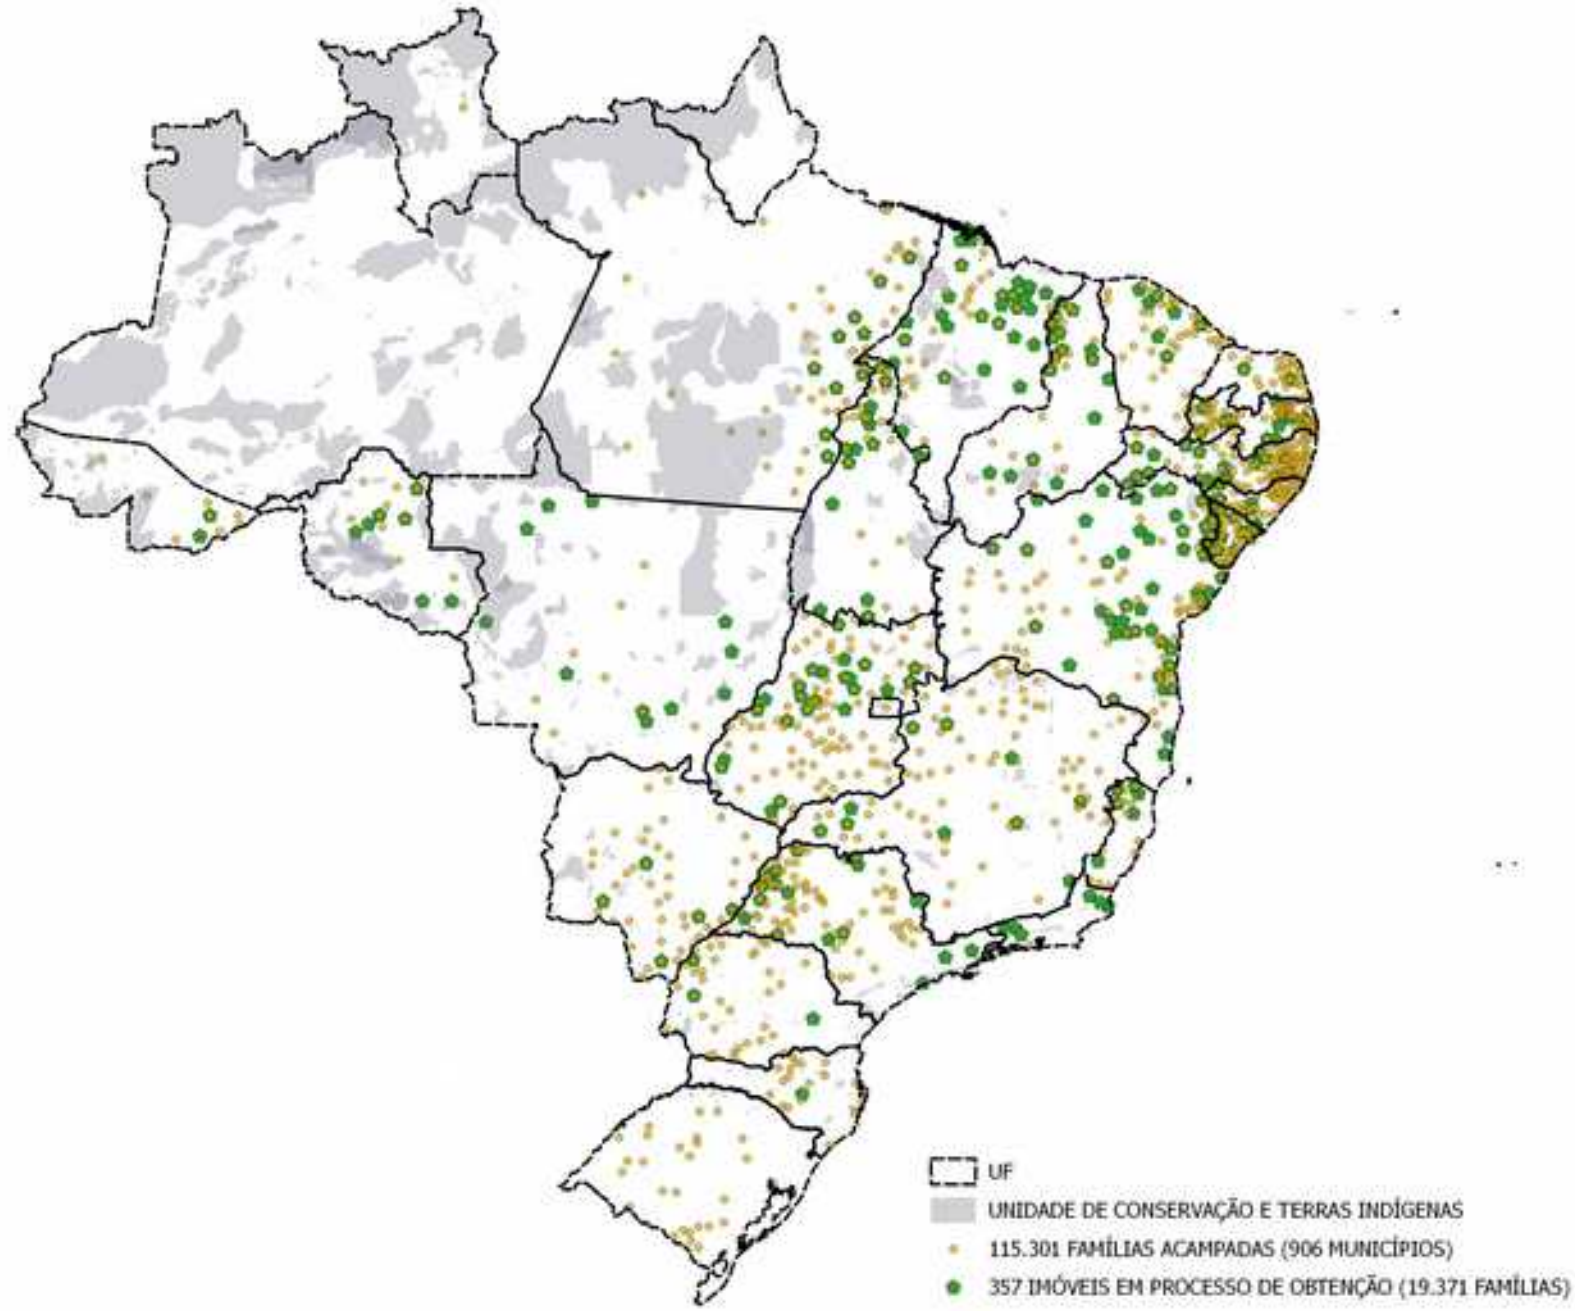 UF
UNIDADE DE CONSERVAÇÃO E TERRAS INDÍGENAS
115.301 FAMÍLIAS ACAMPADAS (906 MUNICÍPIOS)
357 IMÓVEIS EM PROCESSO DE OBTENÇÃO (19.371 FAMÍLIAS)